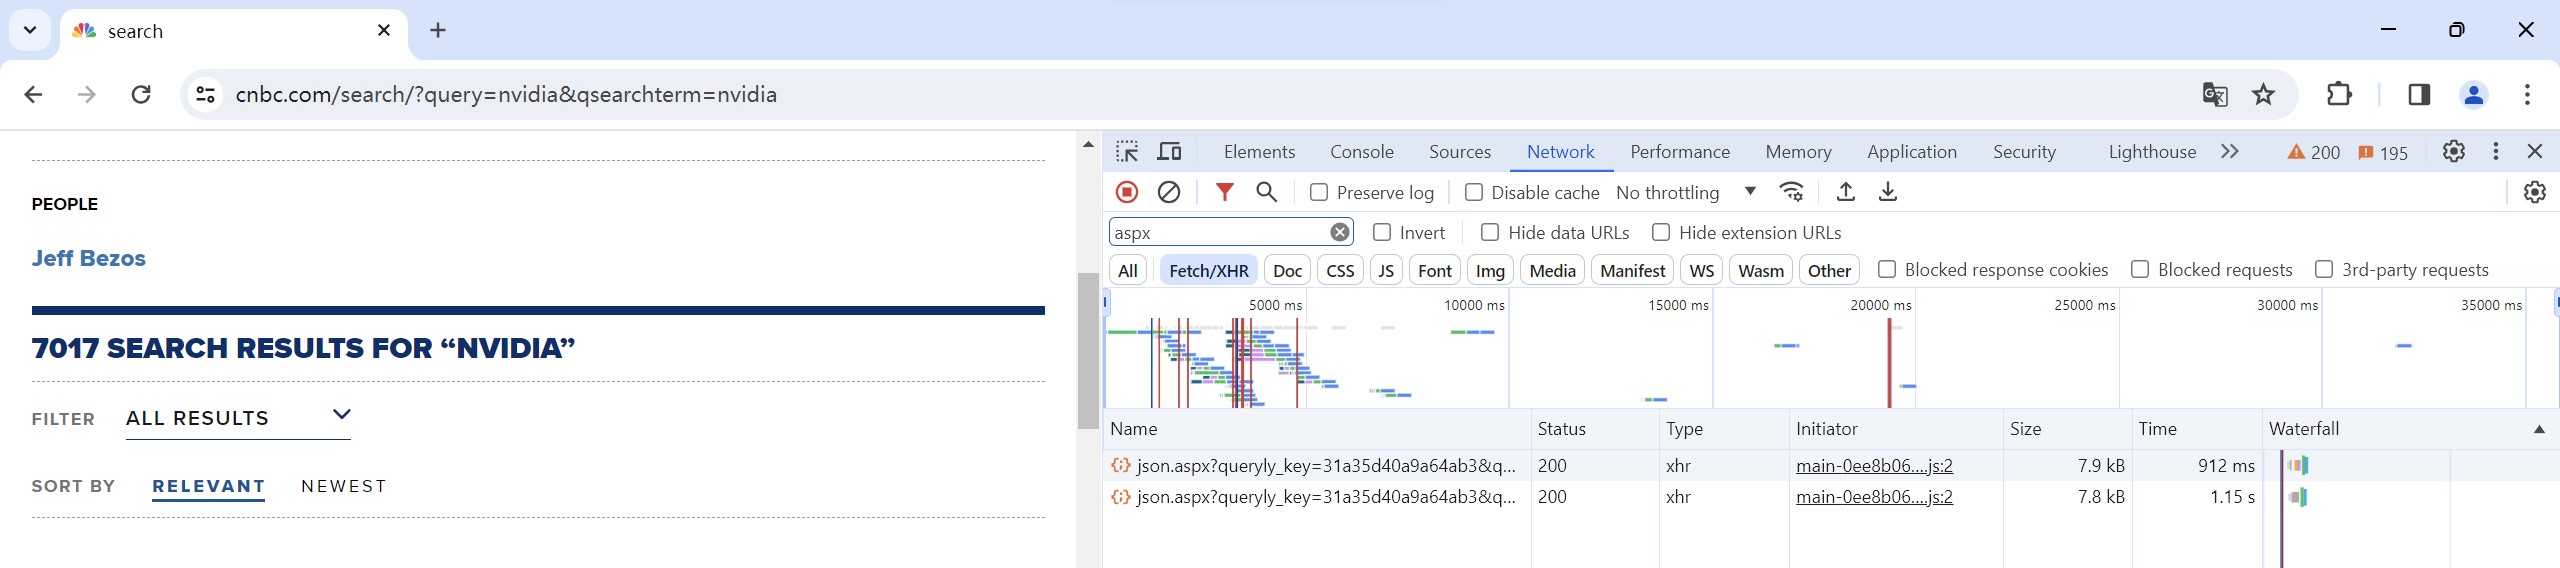 search
cnbc.com/search/?query=nvidia&qsearchterm=nvidia
PEOPLE
Jeff Bezos
7017 SEARCH RESULTS FOR “NVIDIA”
FILTER ALL RESULTS
SORT BY RELEVANT NEWEST
Elements Console Sources Network Performance Memory Application Security Lighthouse 200 195
Preserve log Disable cache No throttling
aspx Invert Hide data URLs Hide extension URLs
All Fetch/XHR Doc CSS JS Font Img Media Manifest WS Wasm Other Blocked response cookies Blocked requests 3rd-party requests
5000 ms 10000 ms 15000 ms 20000 ms 25000 ms 30000 ms 35000 ms
Name Status Type Initiator Size Time Waterfall
json.aspx?queryly_key=31a35d40a9a64ab3&q... 200 xhr main-0ee8b06....js:2 7.9 kB 912 ms
json.aspx?queryly_key=31a35d40a9a64ab3&q... 200 xhr main-0ee8b06....js:2 7.8 kB 1.15 s